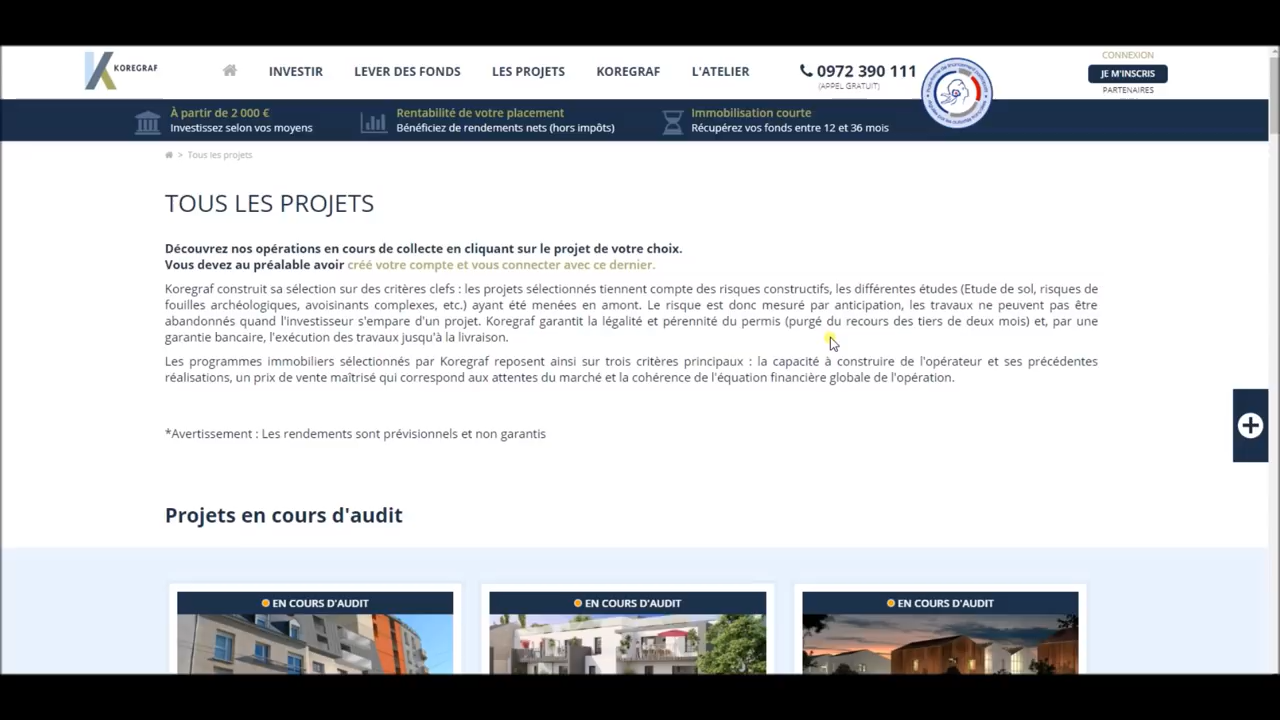 KOREGRAF
INVESTIR
LEVER DES FONDS
LES PROJETS
KOREGRAF
L'ATELIER
0972 390 111
(APPEL GRATUIT)
CONNEXION
JE M'INSCRIS
PARTENAIRES
À partir de 2 000 €
Investissez selon vos moyens
Rentabilité de votre placement
Bénéficiez de rendements nets (hors impôts)
Immobilisation courte
Récupérez vos fonds entre 12 et 36 mois
> Tous les projets
TOUS LES PROJETS
Découvrez nos opérations en cours de collecte en cliquant sur le projet de votre choix.
Vous devez au préalable avoir créé votre compte et vous connecter avec ce dernier.
Koregraf construit sa sélection sur des critères clefs : les projets sélectionnés tiennent compte des risques constructifs, les différentes études (Etude de sol, risques de
fouilles archéologiques, avoisinants complexes, etc.) ayant été menées en amont. Le risque est donc mesuré par anticipation, les travaux ne peuvent pas être
abandonnés quand l'investisseur s'empare d'un projet. Koregraf garantit la légalité et pérennité du permis (purgé du recours des tiers de deux mois) et, par une
garantie bancaire, l'exécution des travaux jusqu'à la livraison.
Les programmes immobiliers sélectionnés par Koregraf reposent ainsi sur trois critères principaux : la capacité à construire de l'opérateur et ses précédentes
réalisations, un prix de vente maîtrisé qui correspond aux attentes du marché et la cohérence de l'équation financière globale de l'opération.
*Avertissement : Les rendements sont prévisionnels et non garantis
Projets en cours d'audit
EN COURS D'AUDIT
EN COURS D'AUDIT
EN COURS D'AUDIT